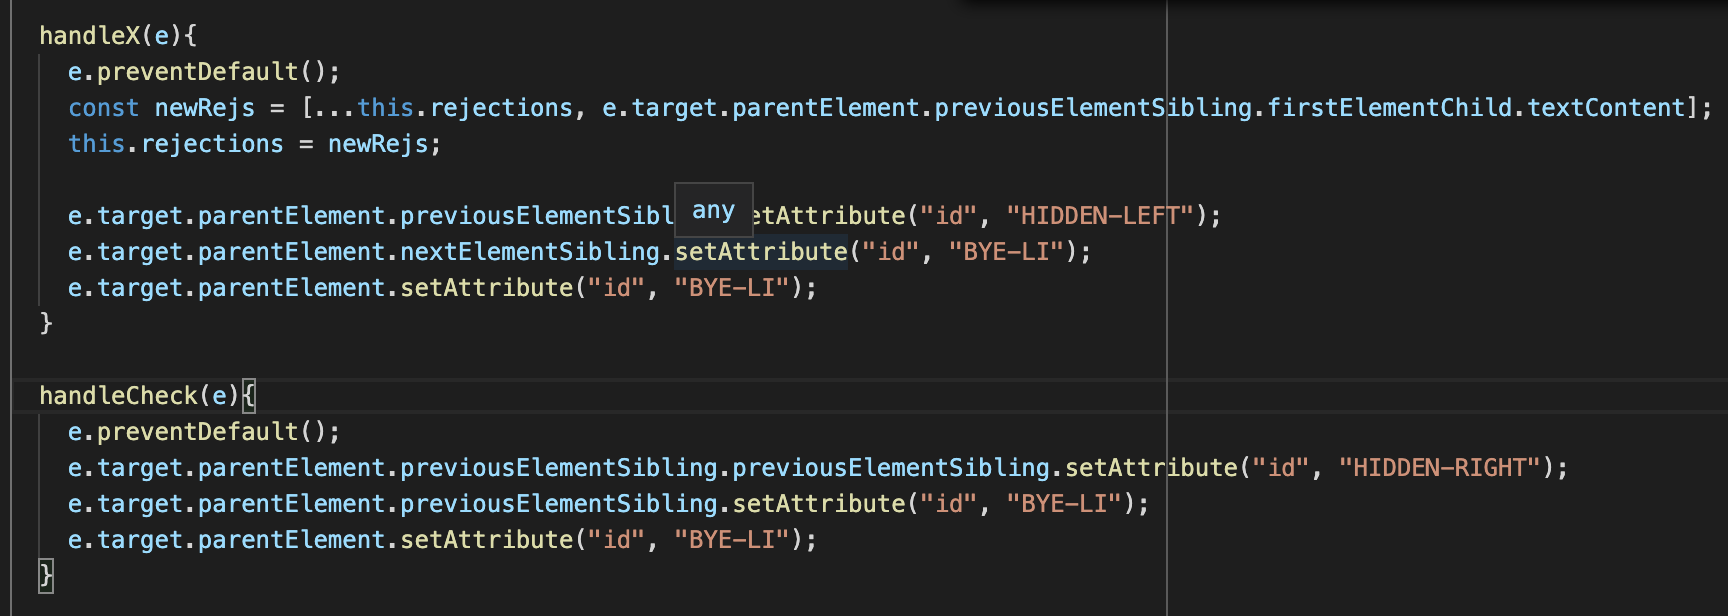 handleX(e){
e.preventDefault();
const newRejs = [...this.rejections, e.target.parentElement.previousElementSibling.firstElementChild.textContent];
this.rejections = newRejs;
e.target.parentElement.previousElementSibl any etAttribute("id", "HIDDEN-LEFT");
e.target.parentElement.nextElementSibling.setAttribute("id", "BYE-LI");
e.target.parentElement.setAttribute("id", "BYE-LI");
}
handleCheck(e){
e.preventDefault();
e.target.parentElement.previousElementSibling.previousElementSibling.setAttribute("id", "HIDDEN-RIGHT");
e.target.parentElement.previousElementSibling.setAttribute("id", "BYE-LI");
e.target.parentElement.setAttribute("id", "BYE-LI");
}